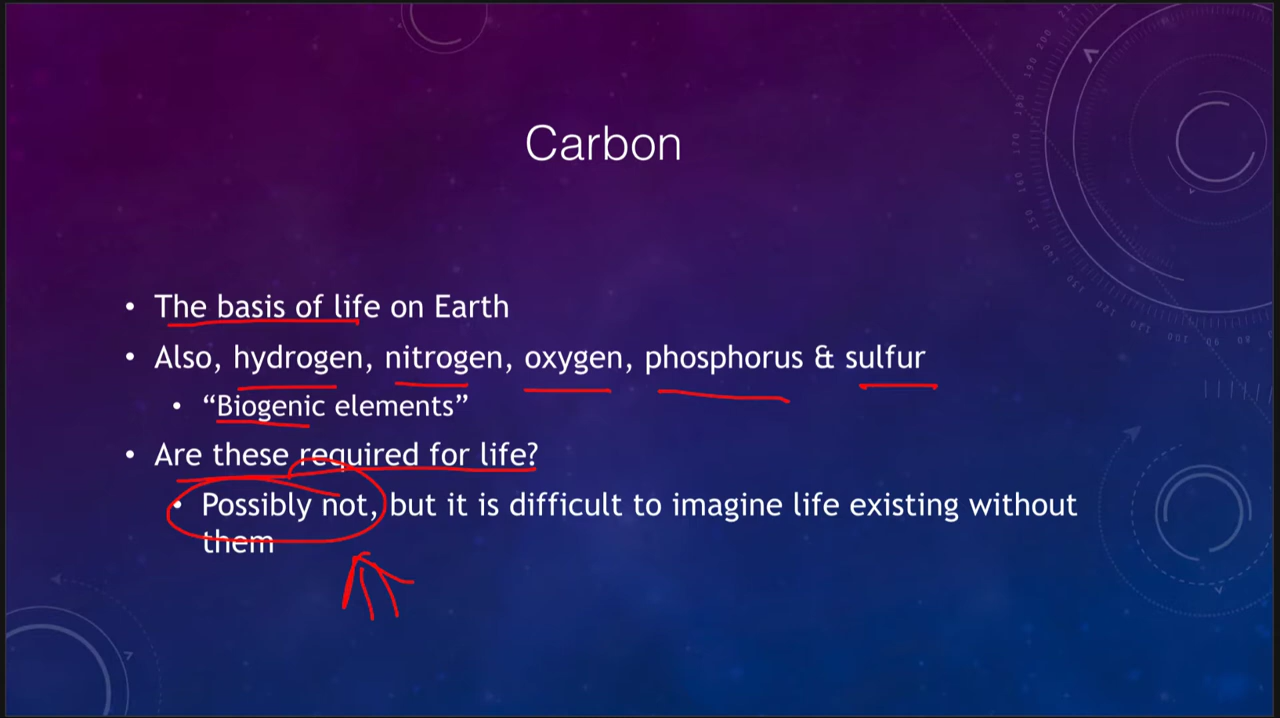 Carbon
• The basis of life on Earth
• Also, hydrogen, nitrogen, oxygen, phosphorus & sulfur
• “Biogenic elements”
• Are these required for life?
• Possibly not, but it is difficult to imagine life existing without
them